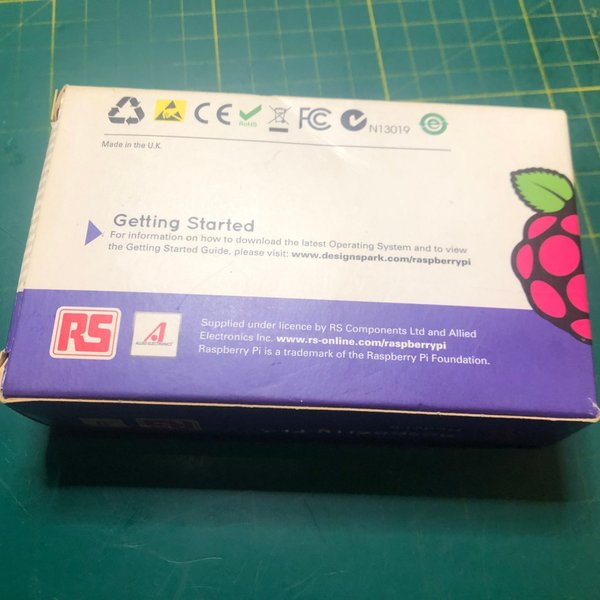 CE RoHS FC N13019 e
Made in the U.K.
Getting Started
For information on how to download the latest Operating System and to view
the Getting Started Guide, please visit: www.designspark.com/raspberrypi
RS
A
ALLIED ELECTRONICS
Supplied under licence by RS Components Ltd and Allied
Electronics Inc. www.rs-online.com/raspberrypi
Raspberry Pi is a trademark of the Raspberry Pi Foundation.